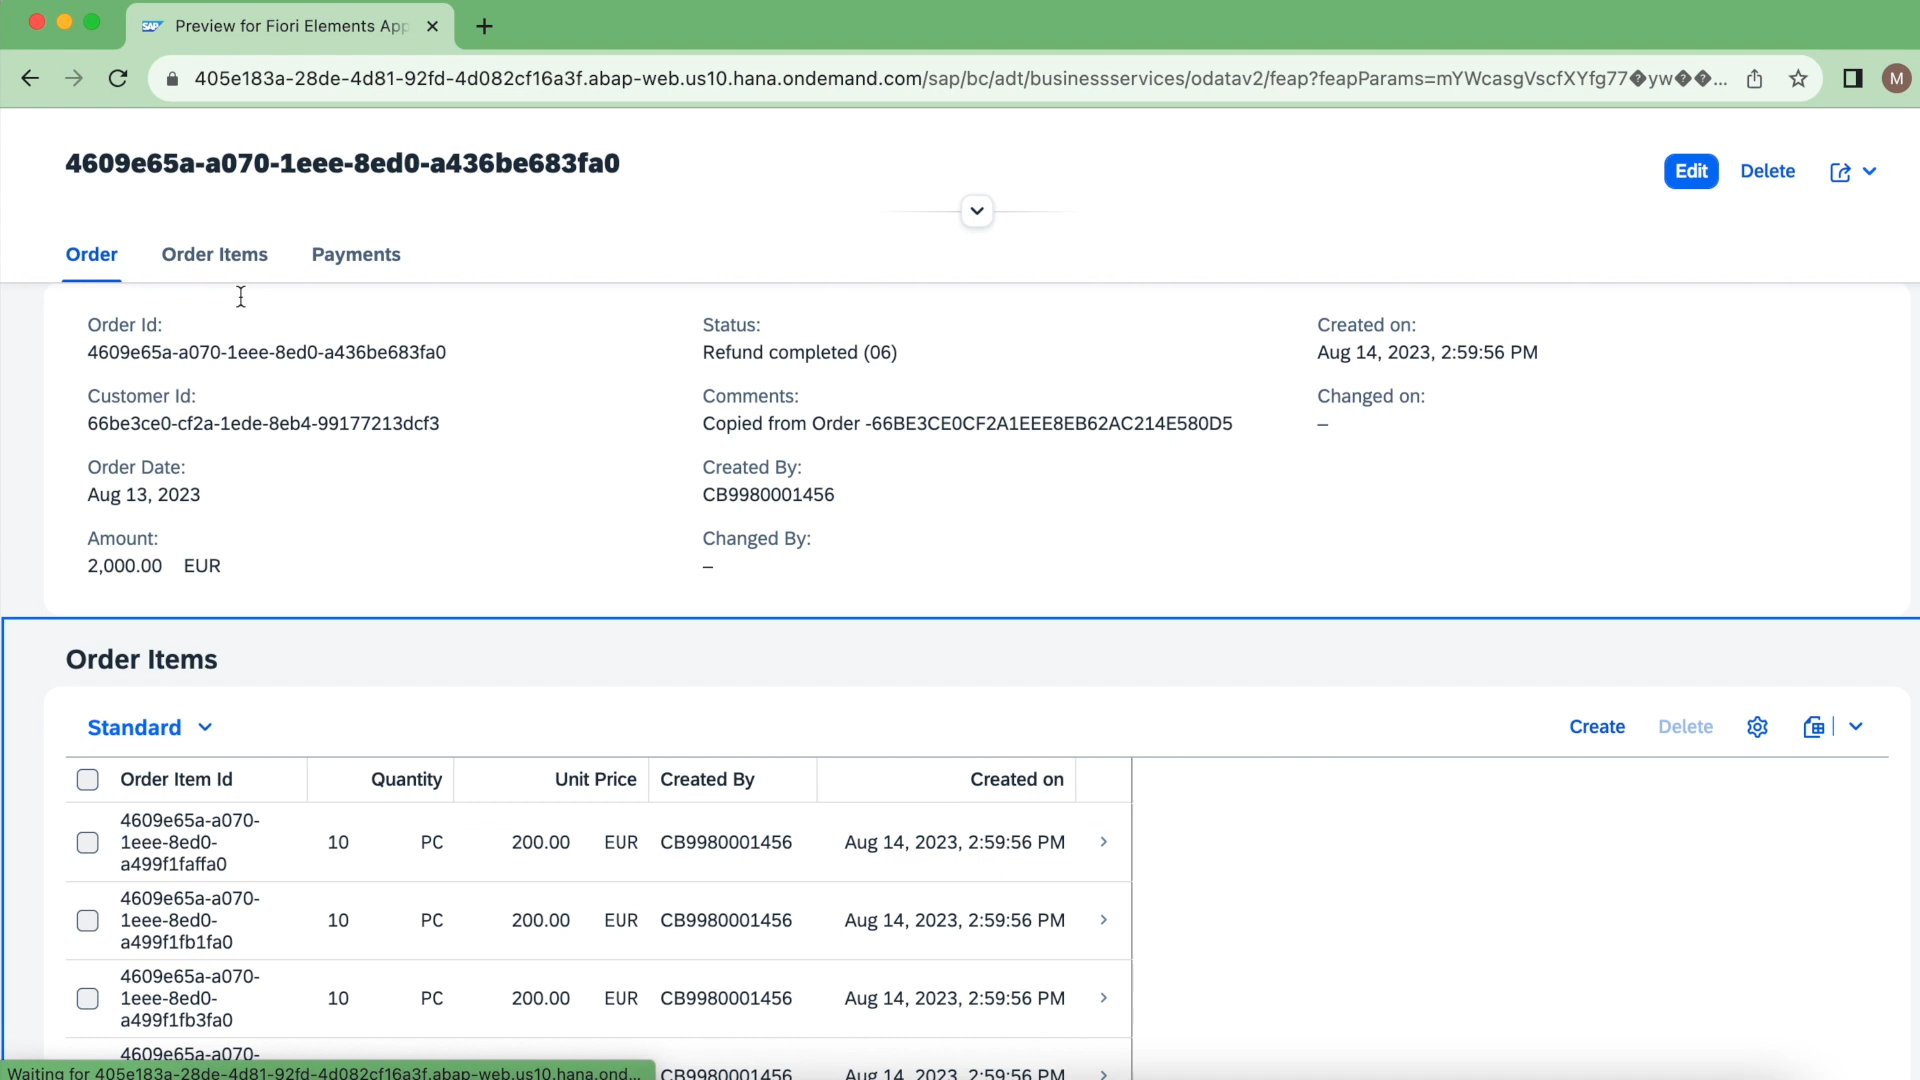 SAP Preview for Fiori Elements App
405e183a-28de-4d81-92fd-4d082cf16a3f.abap-web.us10.hana.ondemand.com/sap/bc/adt/businessservices/odatav2/feap?feapParams=mYWcasgVscfXYfg77�yw��... M
4609e65a-a070-1eee-8ed0-a436be683fa0
Edit Delete
Order Order Items Payments
Order Id: Status: Created on:
4609e65a-a070-1eee-8ed0-a436be683fa0 Refund completed (06) Aug 14, 2023, 2:59:56 PM
Customer Id: Comments: Changed on:
66be3ce0-cf2a-1ede-8eb4-99177213dcf3 Copied from Order -66BE3CE0CF2A1EEE8EB62AC214E580D5 –
Order Date: Created By:
Aug 13, 2023 CB9980001456
Amount: Changed By:
2,000.00 EUR –
Order Items
Standard Create Delete
Order Item Id Quantity Unit Price Created By Created on
4609e65a-a070-
1eee-8ed0- 10 PC 200.00 EUR CB9980001456 Aug 14, 2023, 2:59:56 PM
a499f1faffa0
4609e65a-a070-
1eee-8ed0- 10 PC 200.00 EUR CB9980001456 Aug 14, 2023, 2:59:56 PM
a499f1fb1fa0
4609e65a-a070-
1eee-8ed0- 10 PC 200.00 EUR CB9980001456 Aug 14, 2023, 2:59:56 PM
a499f1fb3fa0
4609e65a-a070-
Waiting for 405e183a-28de-4d81-92fd-4d082cf16a3f.abap-web.us10.hana.ond... CB9980001456 Aug 14, 2023, 2:59:56 PM